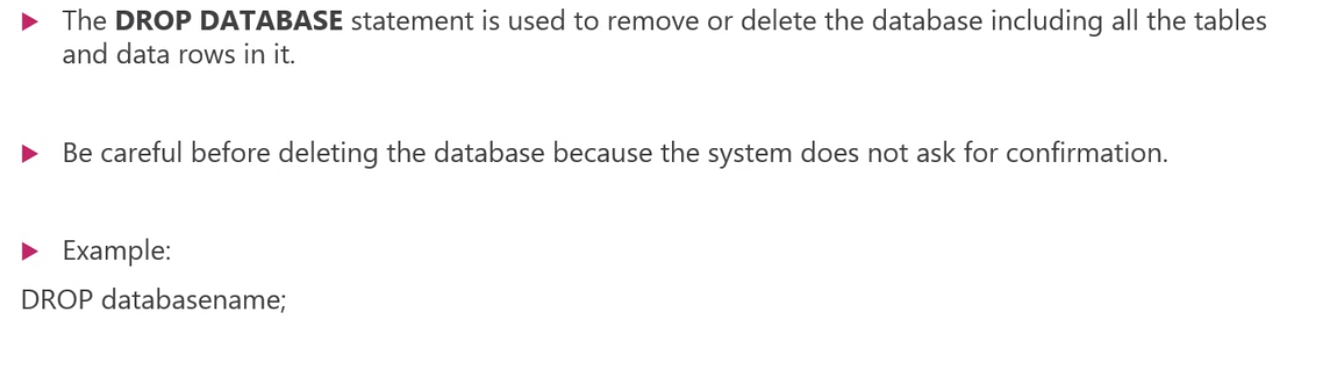 The DROP DATABASE statement is used to remove or delete the database including all the tables
and data rows in it.
Be careful before deleting the database because the system does not ask for confirmation.
Example:
DROP databasename;